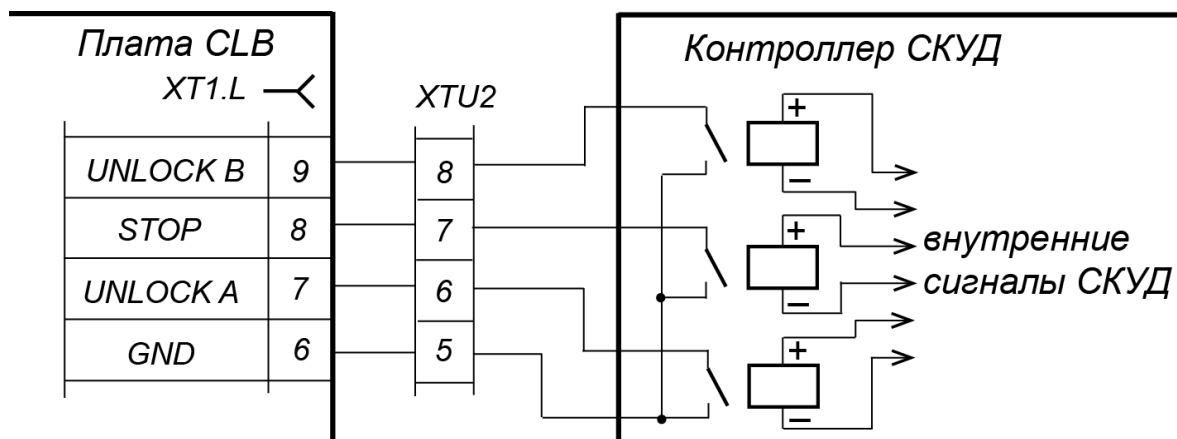 Плата CLB
XT1.L
XTU2
Контроллер СКУД
UNLOCK B 9 8
STOP 8 7
UNLOCK A 7 6
GND 6 5
+
−
+
−
+
−
внутренние
сигналы СКУД